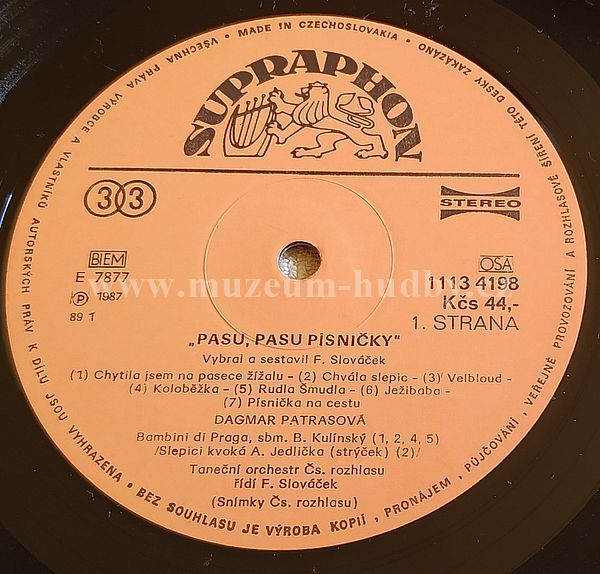 VŠECHNA PRÁVA VÝROBCE A VLASTNÍKŮ AUTORSKÝCH PRÁV K DÍLU JSOU VYHRAZENA • BEZ SOUHLASU JE VÝROBA KOPIÍ, PRONÁJEM, PŮJČOVÁNÍ, VEŘEJNÉ PROVOZOVÁNÍ A ROZHLASOVÉ ŠÍŘENÍ TÉTO DESKY ZAKÁZÁNO • MADE IN CZECHOSLOVAKIA •
SUPRAPHON
33
STEREO
BIEM
OSA
E 7877
1113 4198
Ⓟ 1987
Kčs 44,-
89 1
1. STRANA
www.muzeum-hudby.cz
„PASU, PASU PÍSNIČKY"
Vybral a sestavil F. Slováček
(1) Chytila jsem na pasece žížalu - (2) Chvála slepic - (3) Velbloud -
(4) Koloběžka - (5) Rudla Šmudla - (6) Ježibaba -
(7) Písnička na cestu
DAGMAR PATRASOVÁ
Bambini di Praga, sbm. B. Kulínský (1, 2, 4, 5)
/Slepici kvoká A. Jedlička (strýček) (2)/
Taneční orchestr Čs. rozhlasu
řídí F. Slováček
(Snímky Čs. rozhlasu)